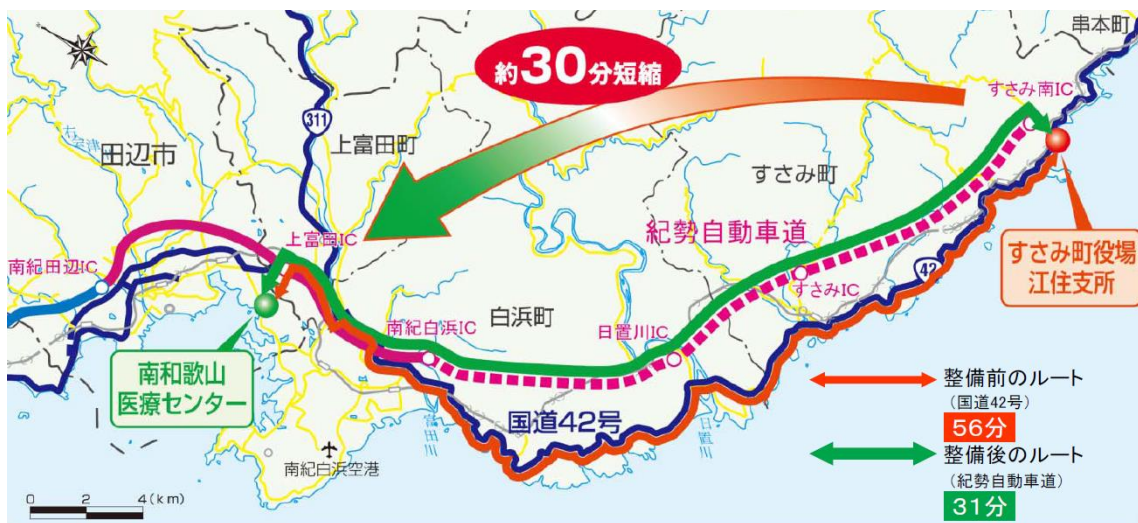 串本町
約30分短縮
すさみ南IC
311
上富田町
田辺市
すさみ町
上富田IC
紀勢自動車道
南紀田辺IC
42
すさみ町役場
江住支所
すさみIC
南紀白浜IC
白浜町
日置川IC
南和歌山
医療センター
国道42号
富田川
日置川
整備前のルート
(国道42号)
56分
整備後のルート
(紀勢自動車道)
31分
南紀白浜空港
0 2 4(km)